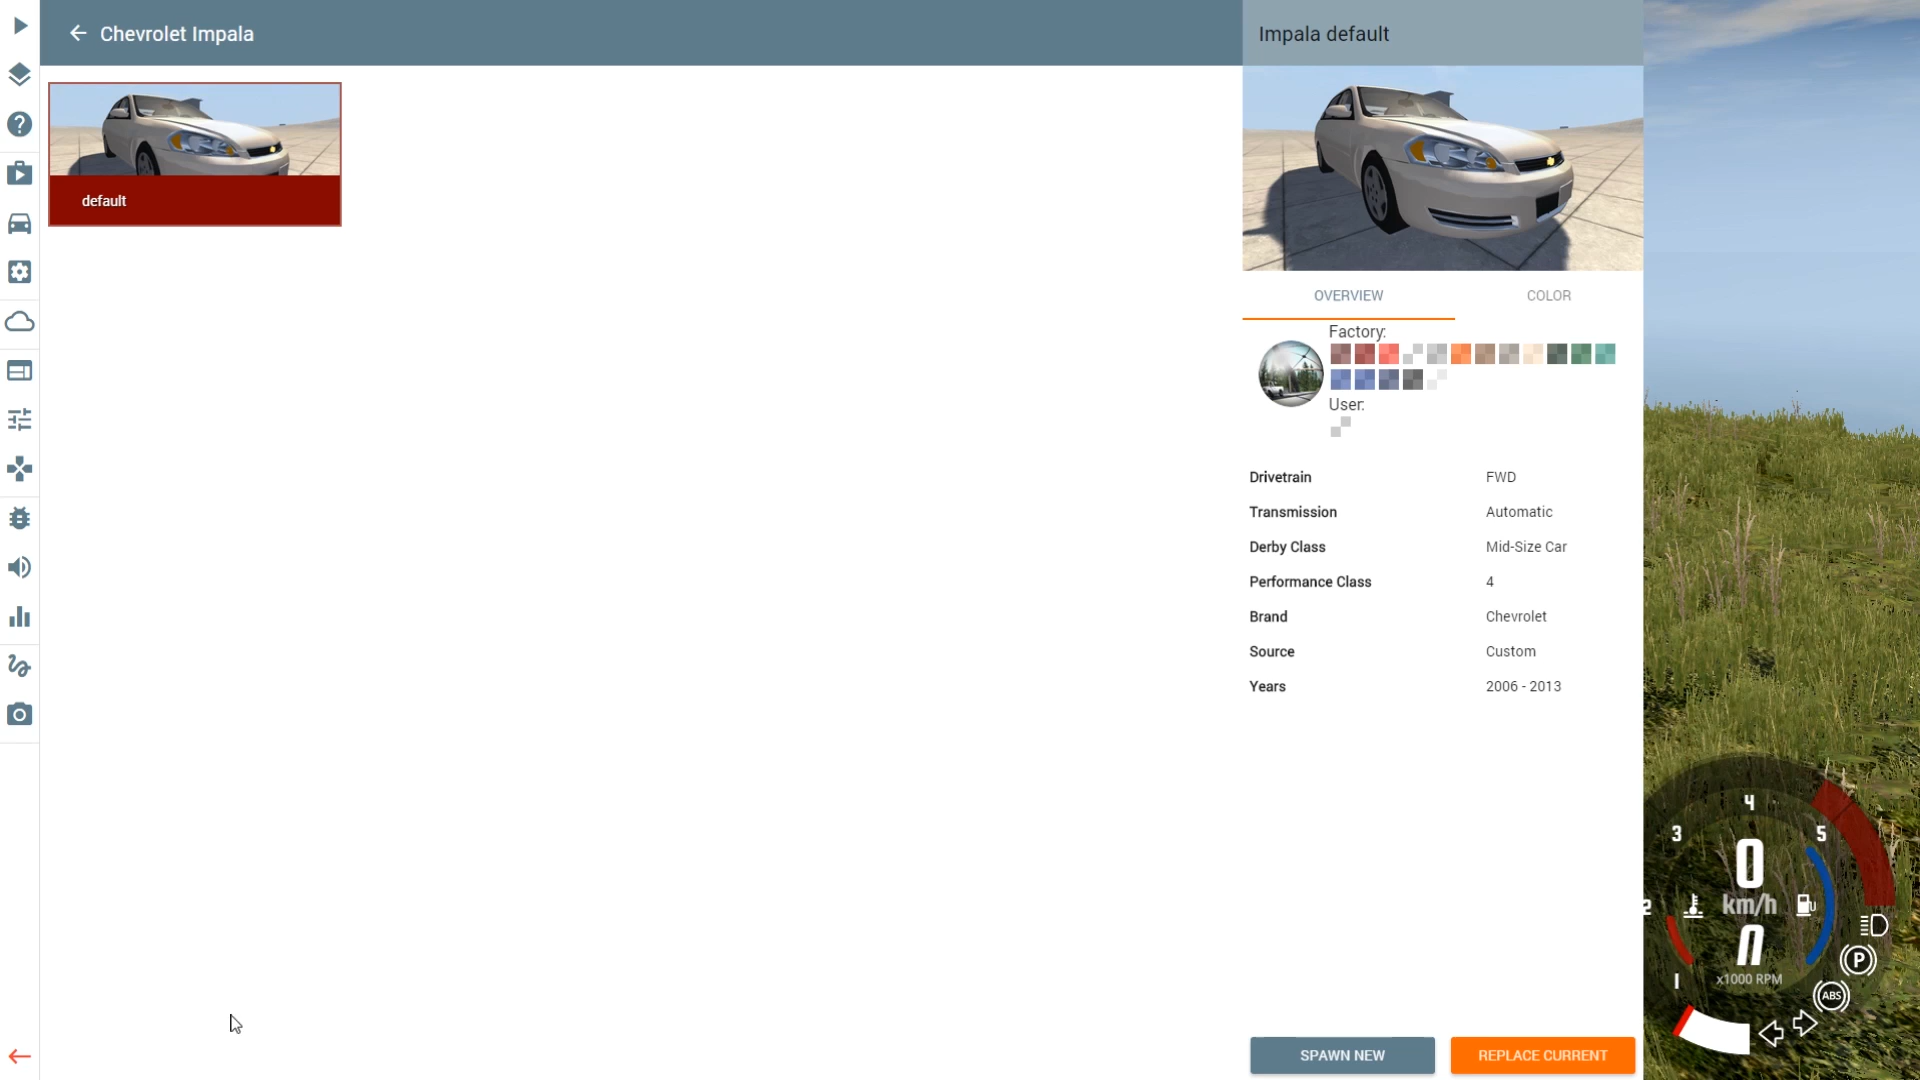 Chevrolet Impala
Impala default
default
OVERVIEW
COLOR
Factory:
User:
Drivetrain FWD
Transmission Automatic
Derby Class Mid-Size Car
Performance Class 4
Brand Chevrolet
Source Custom
Years 2006 - 2013
SPAWN NEW
REPLACE CURRENT
4
3 5
0
2 km/h
n
1 x1000 RPM
P
ABS